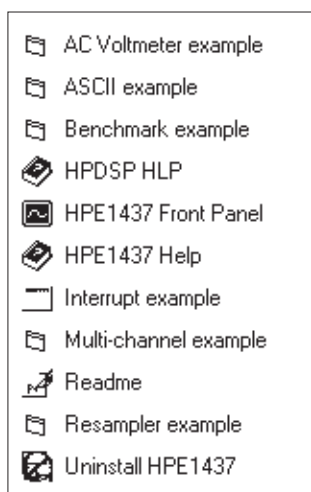 AC Voltmeter example
ASCII example
Benchmark example
HPDSP HLP
HPE1437 Front Panel
HPE1437 Help
Interrupt example
Multi-channel example
Readme
Resampler example
Uninstall HPE1437